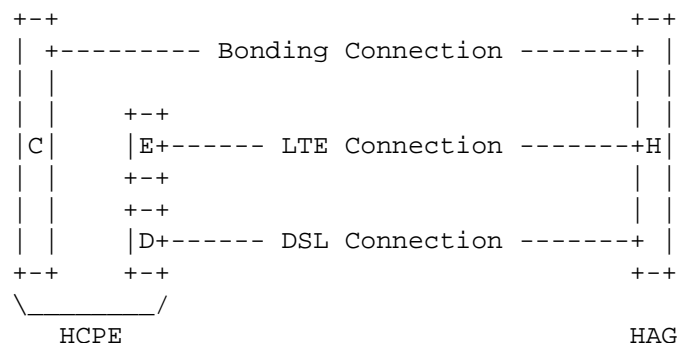 Bonding Connection
C E LTE Connection H
D DSL Connection
HCPE HAG